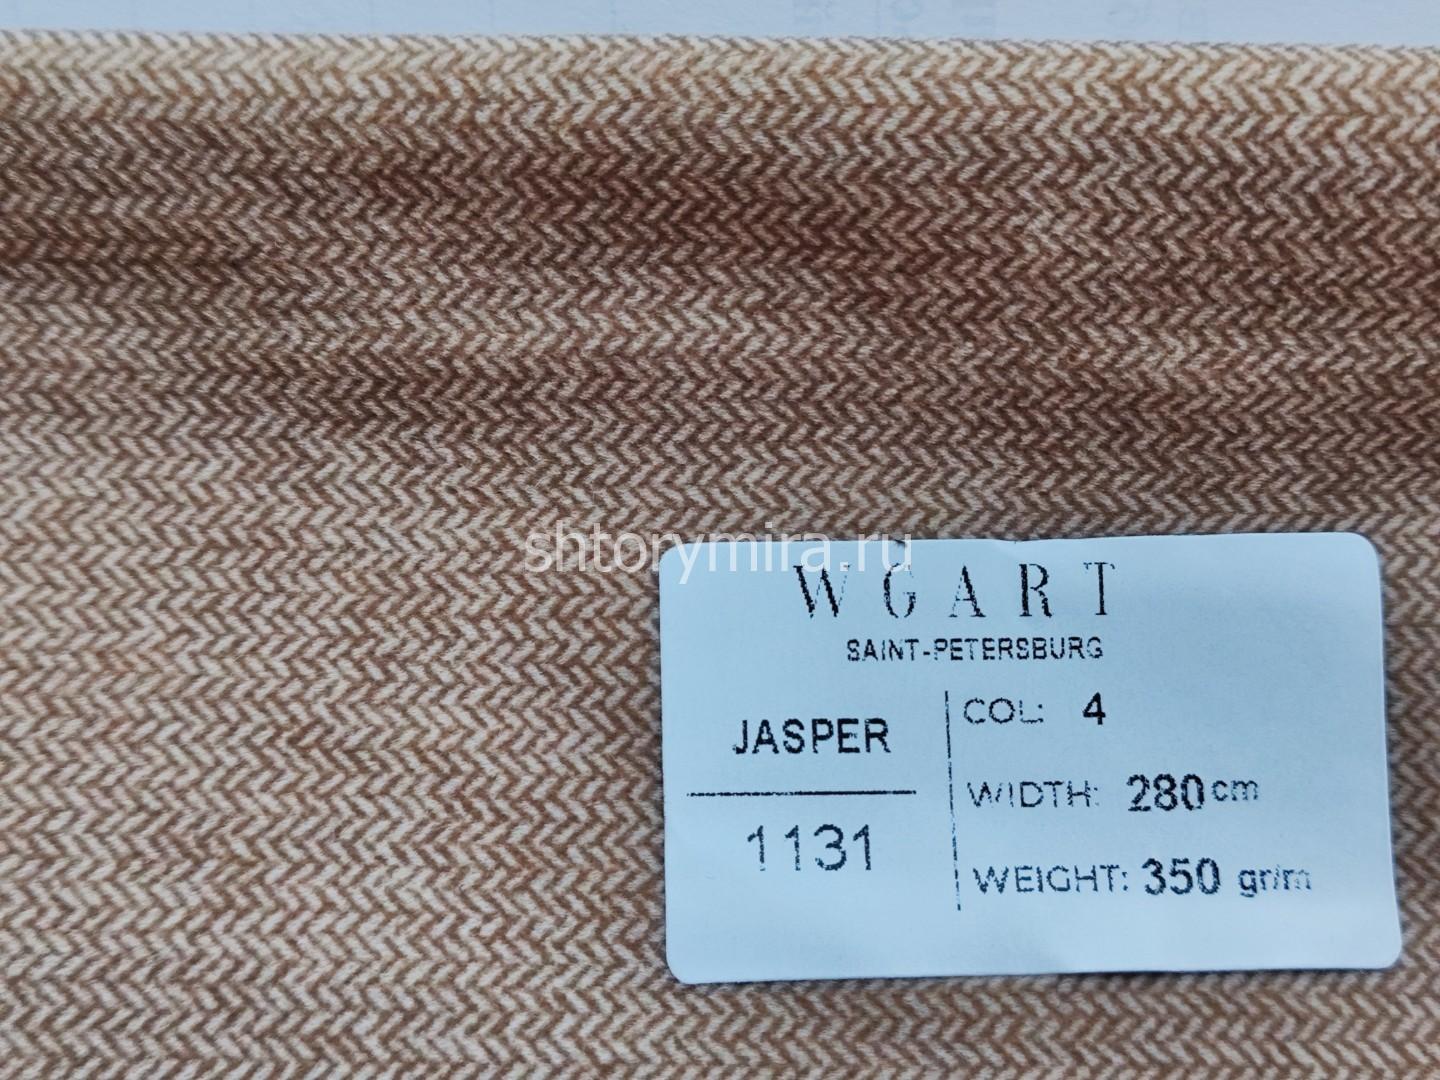 shtorymira.ru
WGART
SAINT-PETERSBURG
JASPER
1131
COL: 4
WIDTH: 280 cm
WEIGHT: 350 gr/m